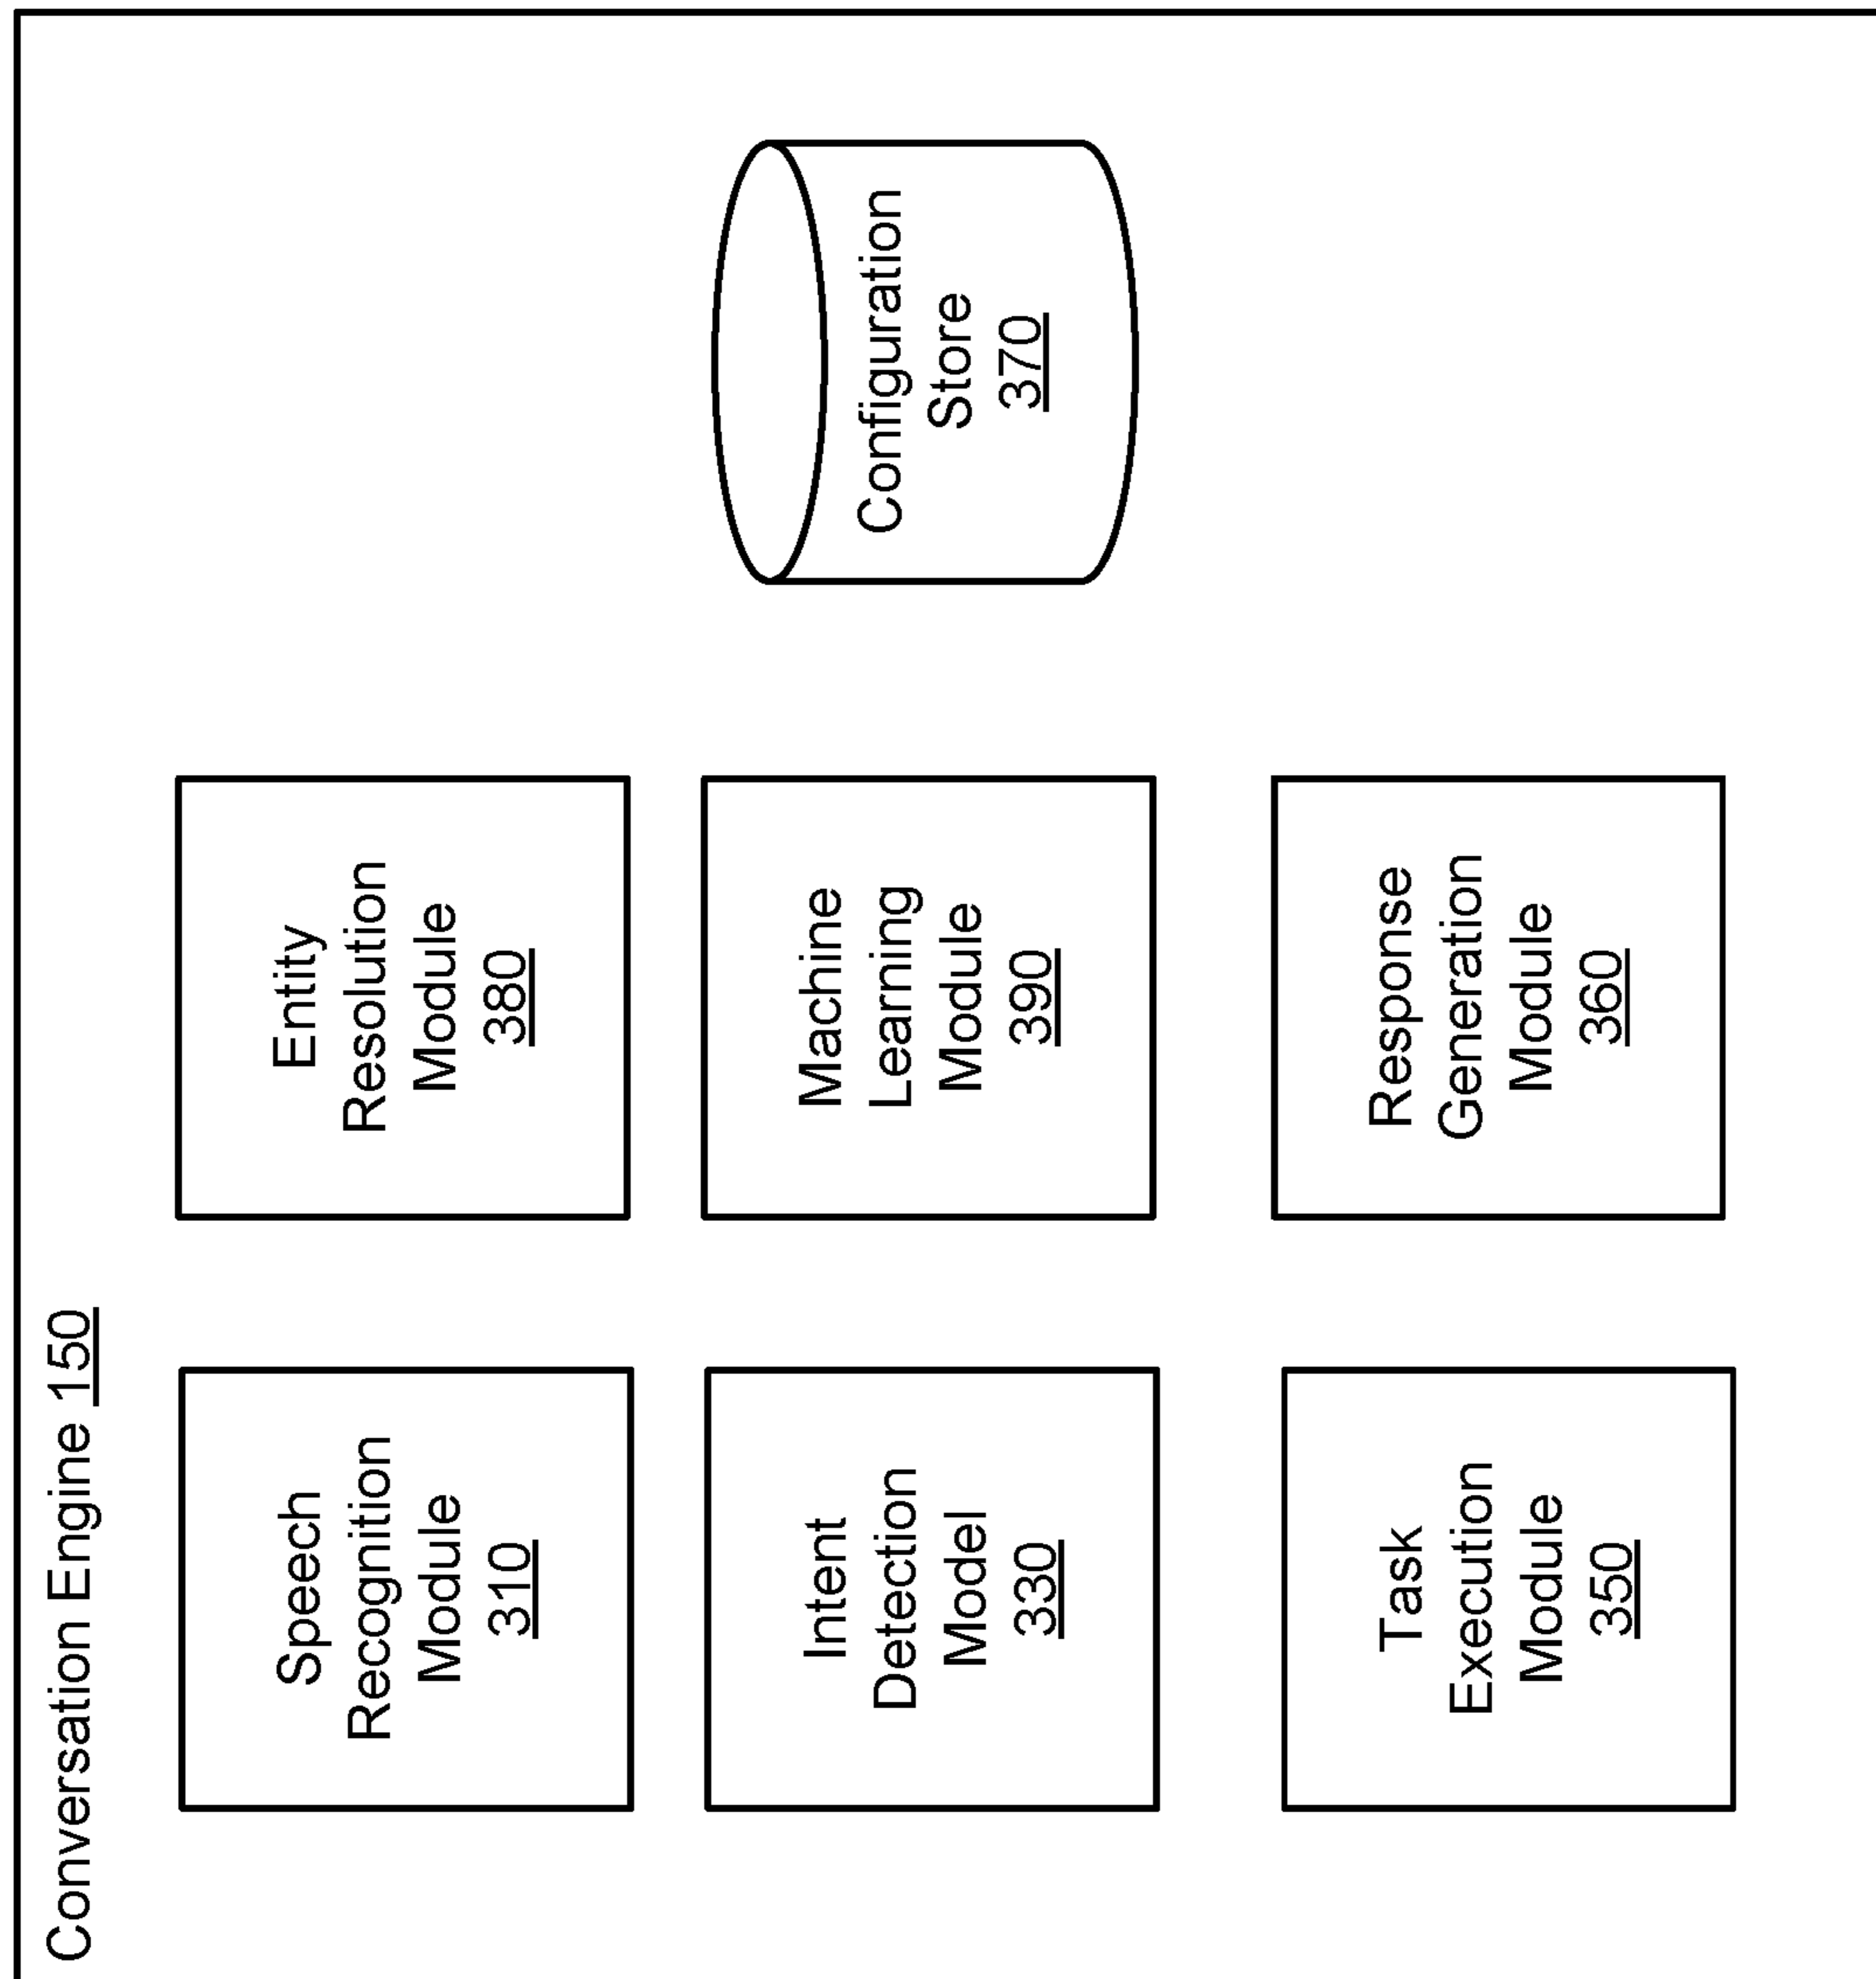 Conversation Engine 150
Speech
Recognition
Module
310
Entity
Resolution
Module
380
Intent
Detection
Model
330
Machine
Learning
Module
390
Configuration
Store
370
Task
Execution
Module
350
Response
Generation
Module
360